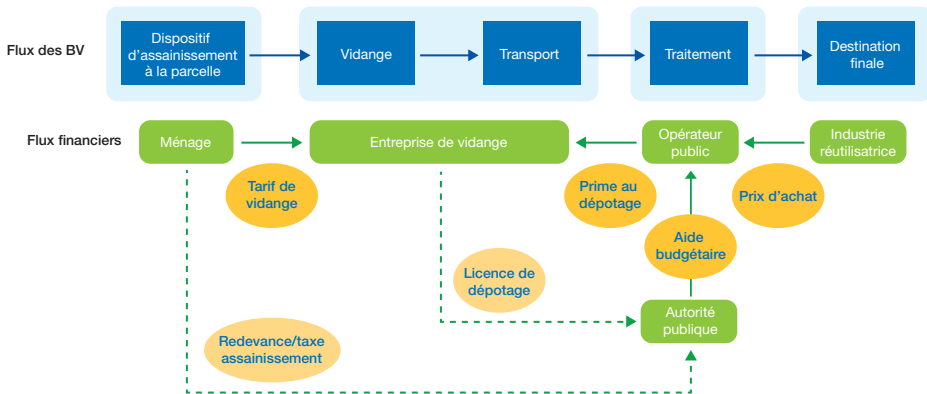 Flux des BV
Dispositif
d'assainissement
à la parcelle
Vidange
Transport
Traitement
Destination
finale
Flux financiers
Ménage
Entreprise de vidange
Opérateur
public
Industrie
réutilisatrice
Tarif de
vidange
Prime au
dépotage
Prix d'achat
Aide
budgétaire
Licence de
dépotage
Autorité
publique
Redevance/taxe
assainissement